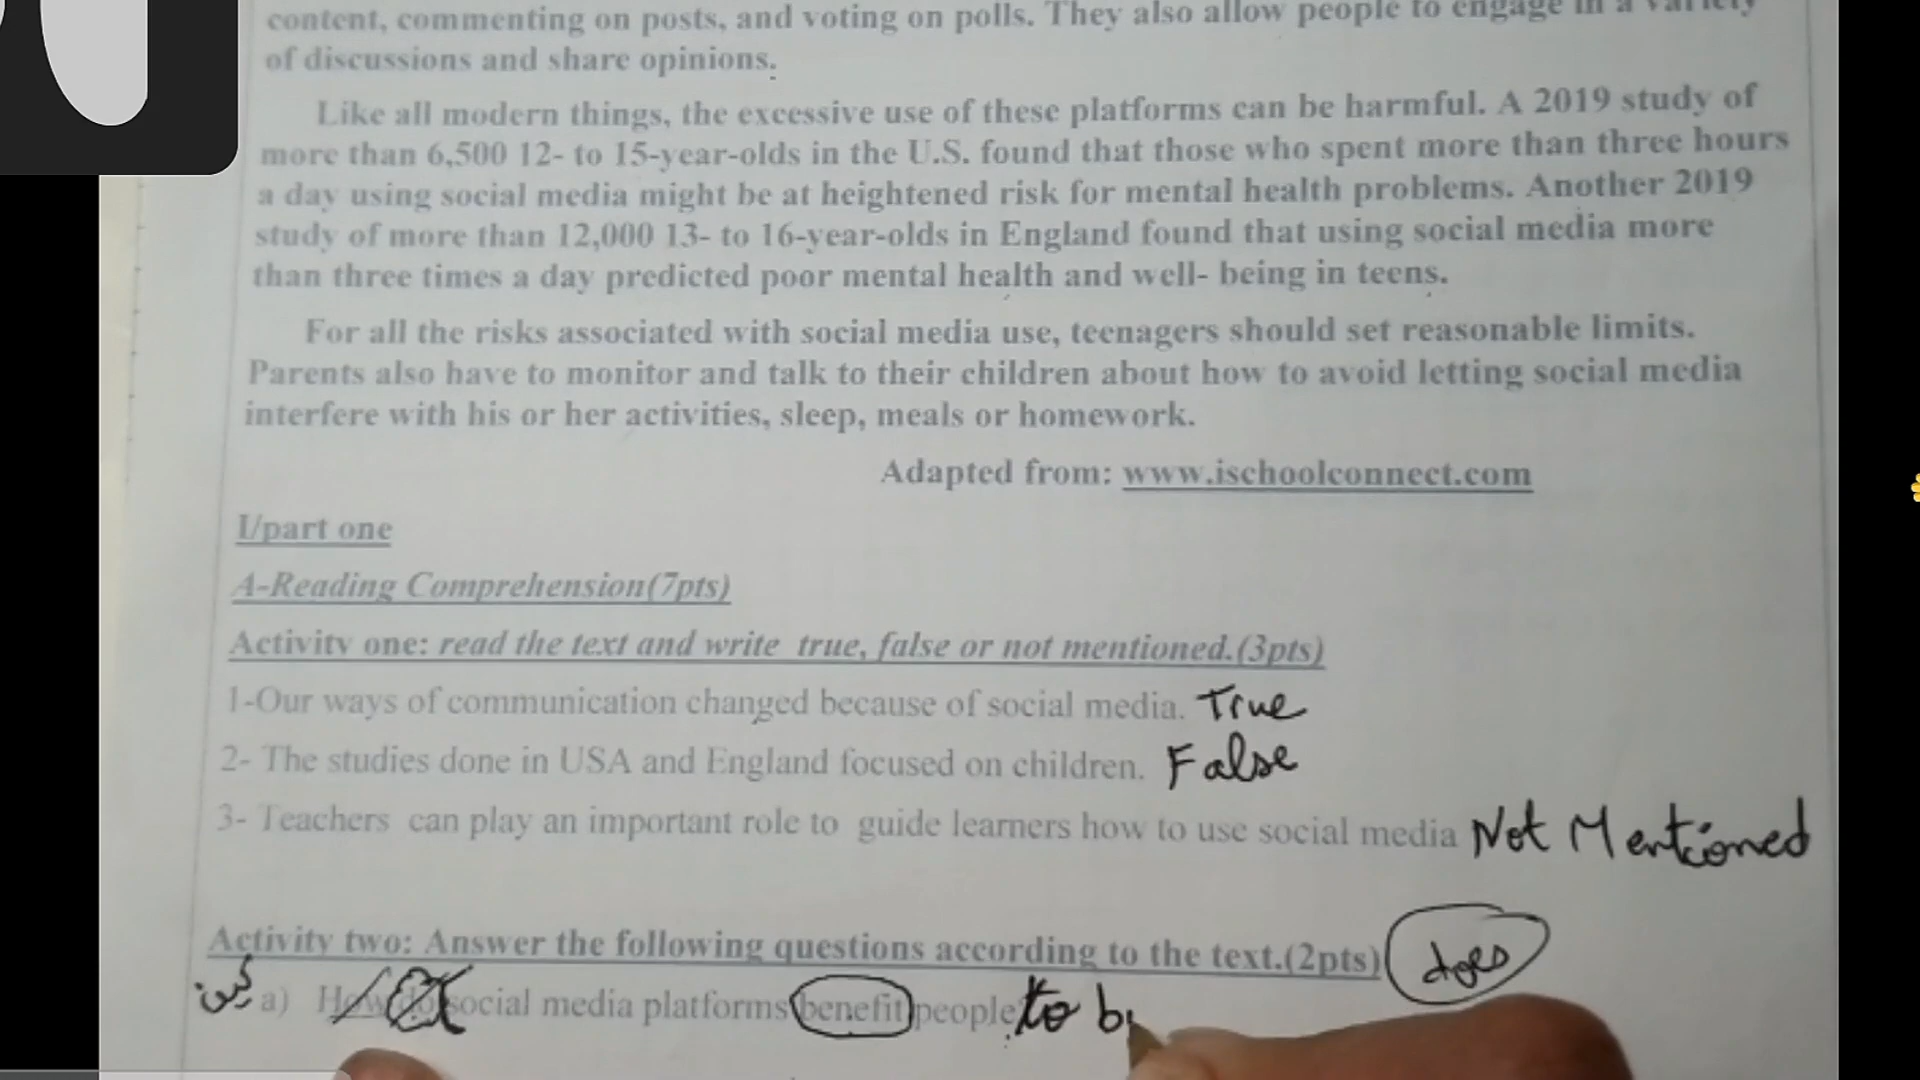 content, commenting on posts, and voting on polls. They also allow people to engage in a variety
of discussions and share opinions.
Like all modern things, the excessive use of these platforms can be harmful. A 2019 study of
more than 6,500 12- to 15-year-olds in the U.S. found that those who spent more than three hours
a day using social media might be at heightened risk for mental health problems. Another 2019
study of more than 12,000 13- to 16-year-olds in England found that using social media more
than three times a day predicted poor mental health and well- being in teens.
For all the risks associated with social media use, teenagers should set reasonable limits.
Parents also have to monitor and talk to their children about how to avoid letting social media
interfere with his or her activities, sleep, meals or homework.
Adapted from: www.ischoolconnect.com
I/part one
A-Reading Comprehension(7pts)
Activity one: read the text and write true, false or not mentioned.(3pts)
1-Our ways of communication changed because of social media. True
2- The studies done in USA and England focused on children. False
3- Teachers can play an important role to guide learners how to use social media Not Mentioned
Activity two: Answer the following questions according to the text.(2pts) does
a) How do social media platforms benefit people to